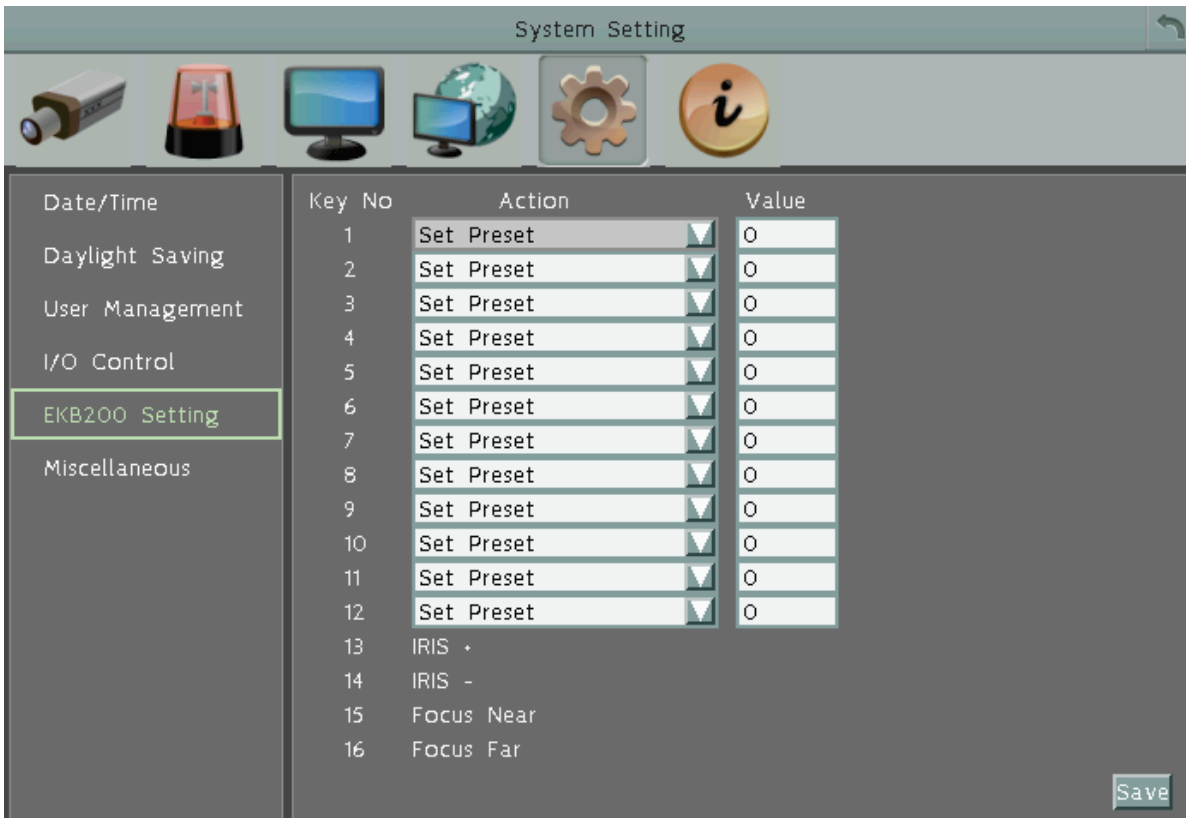 System Setting
Date/Time
Daylight Saving
User Management
I/O Control
EKB200 Setting
Miscellaneous
Key No Action Value
1 Set Preset 0
2 Set Preset 0
3 Set Preset 0
4 Set Preset 0
5 Set Preset 0
6 Set Preset 0
7 Set Preset 0
8 Set Preset 0
9 Set Preset 0
10 Set Preset 0
11 Set Preset 0
12 Set Preset 0
13 IRIS +
14 IRIS -
15 Focus Near
16 Focus Far
Save